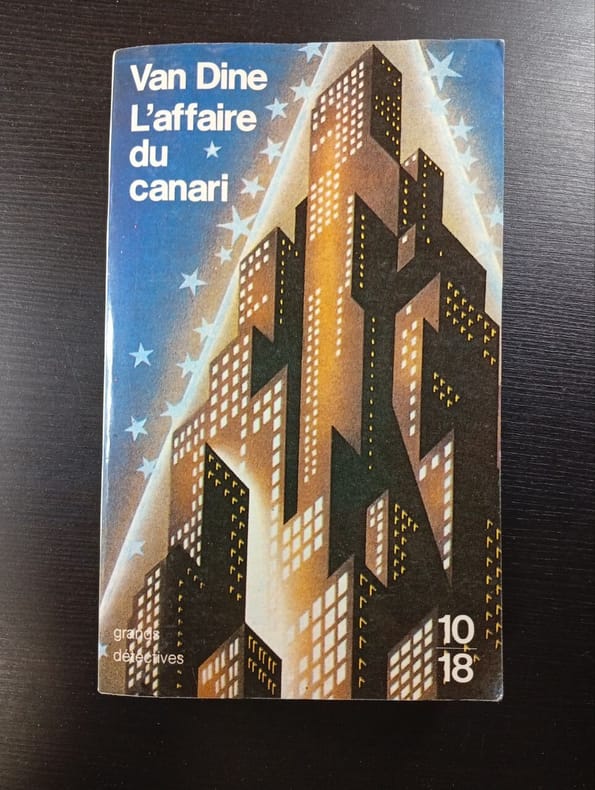 Van Dine
L'affaire
du
canari
grands
détectives
10
18